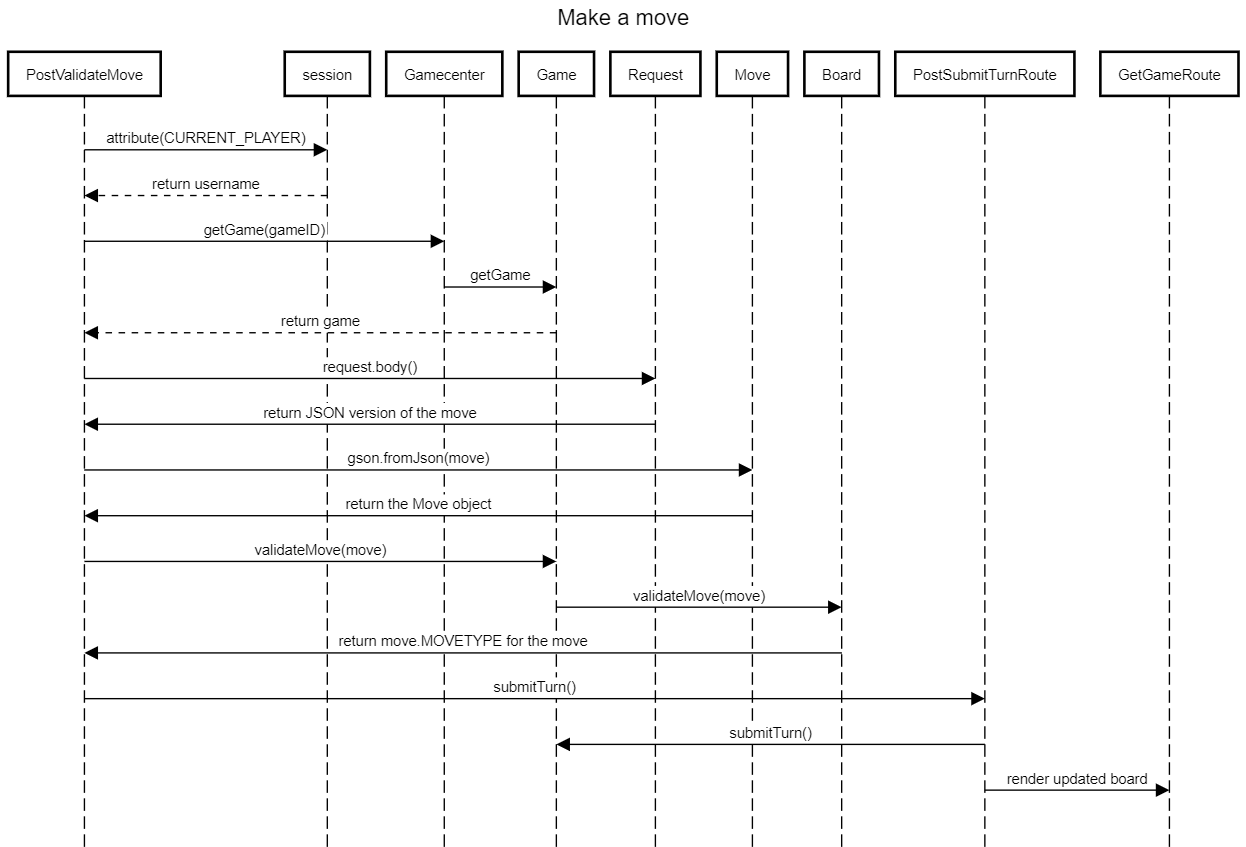 Make a move
PostValidateMove
session
Gamecenter
Game
Request
Move
Board
PostSubmitTurnRoute
GetGameRoute
attribute(CURRENT_PLAYER)
return username
getGame(gameID)
getGame
return game
request.body()
return JSON version of the move
gson.fromJson(move)
return the Move object
validateMove(move)
validateMove(move)
return move.MOVETYPE for the move
submitTurn()
submitTurn()
render updated board